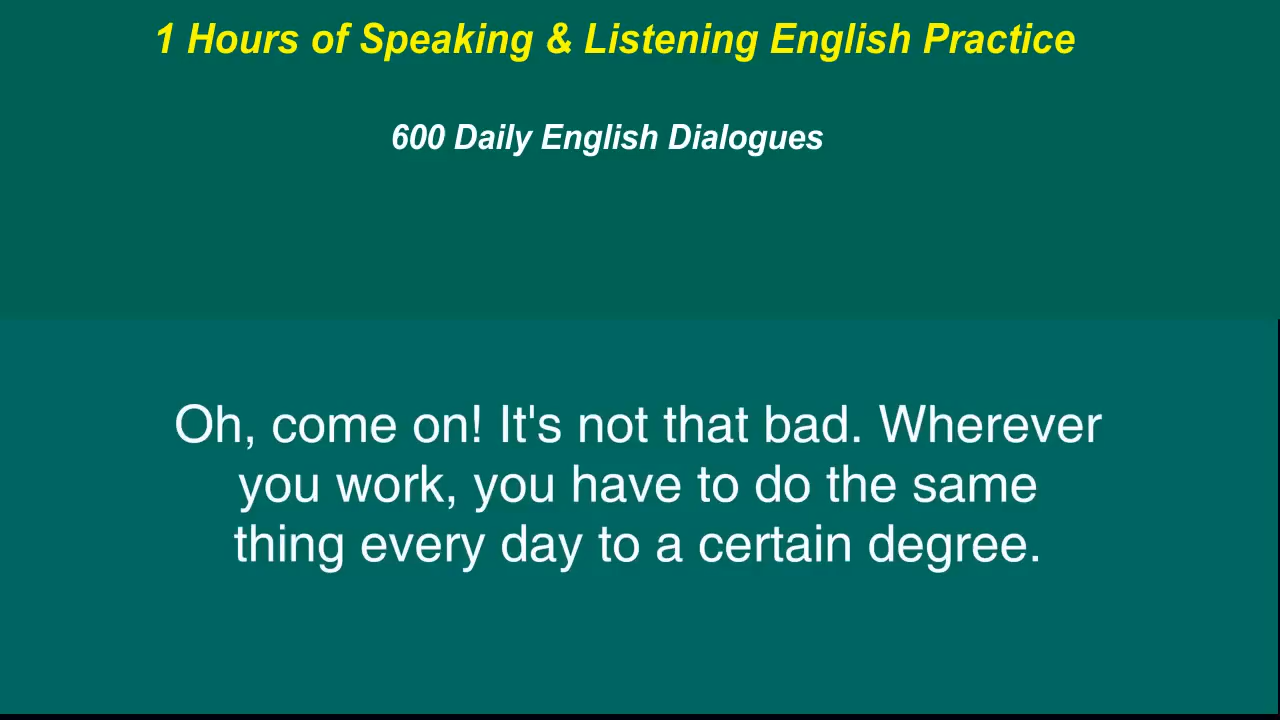 1 Hours of Speaking & Listening English Practice
600 Daily English Dialogues
Oh, come on! It's not that bad. Wherever
you work, you have to do the same
thing every day to a certain degree.